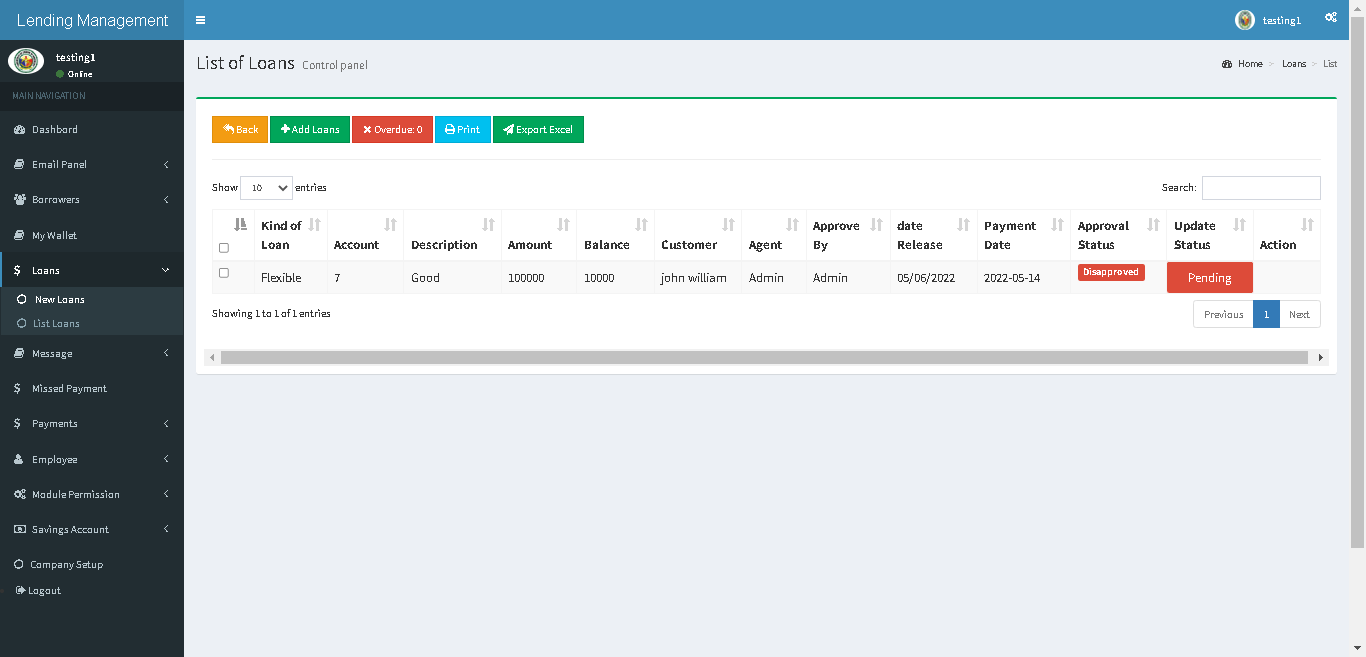 Lending Management
testing1
testing1
Online
MAIN NAVIGATION
Dashbord
Email Panel
Borrowers
My Wallet
Loans
New Loans
List Loans
Message
Missed Payment
Payments
Employee
Module Permission
Savings Account
Company Setup
Logout
List of Loans Control panel
Home > Loans > List
Back Add Loans Overdue: 0 Print Export Excel
Show 10 entries Search:
Kind of Loan Account Description Amount Balance Customer Agent Approve By date Release Payment Date Approval Status Update Status Action
Flexible 7 Good 100000 10000 john william Admin Admin 05/06/2022 2022-05-14 Disapproved Pending
Showing 1 to 1 of 1 entries Previous 1 Next